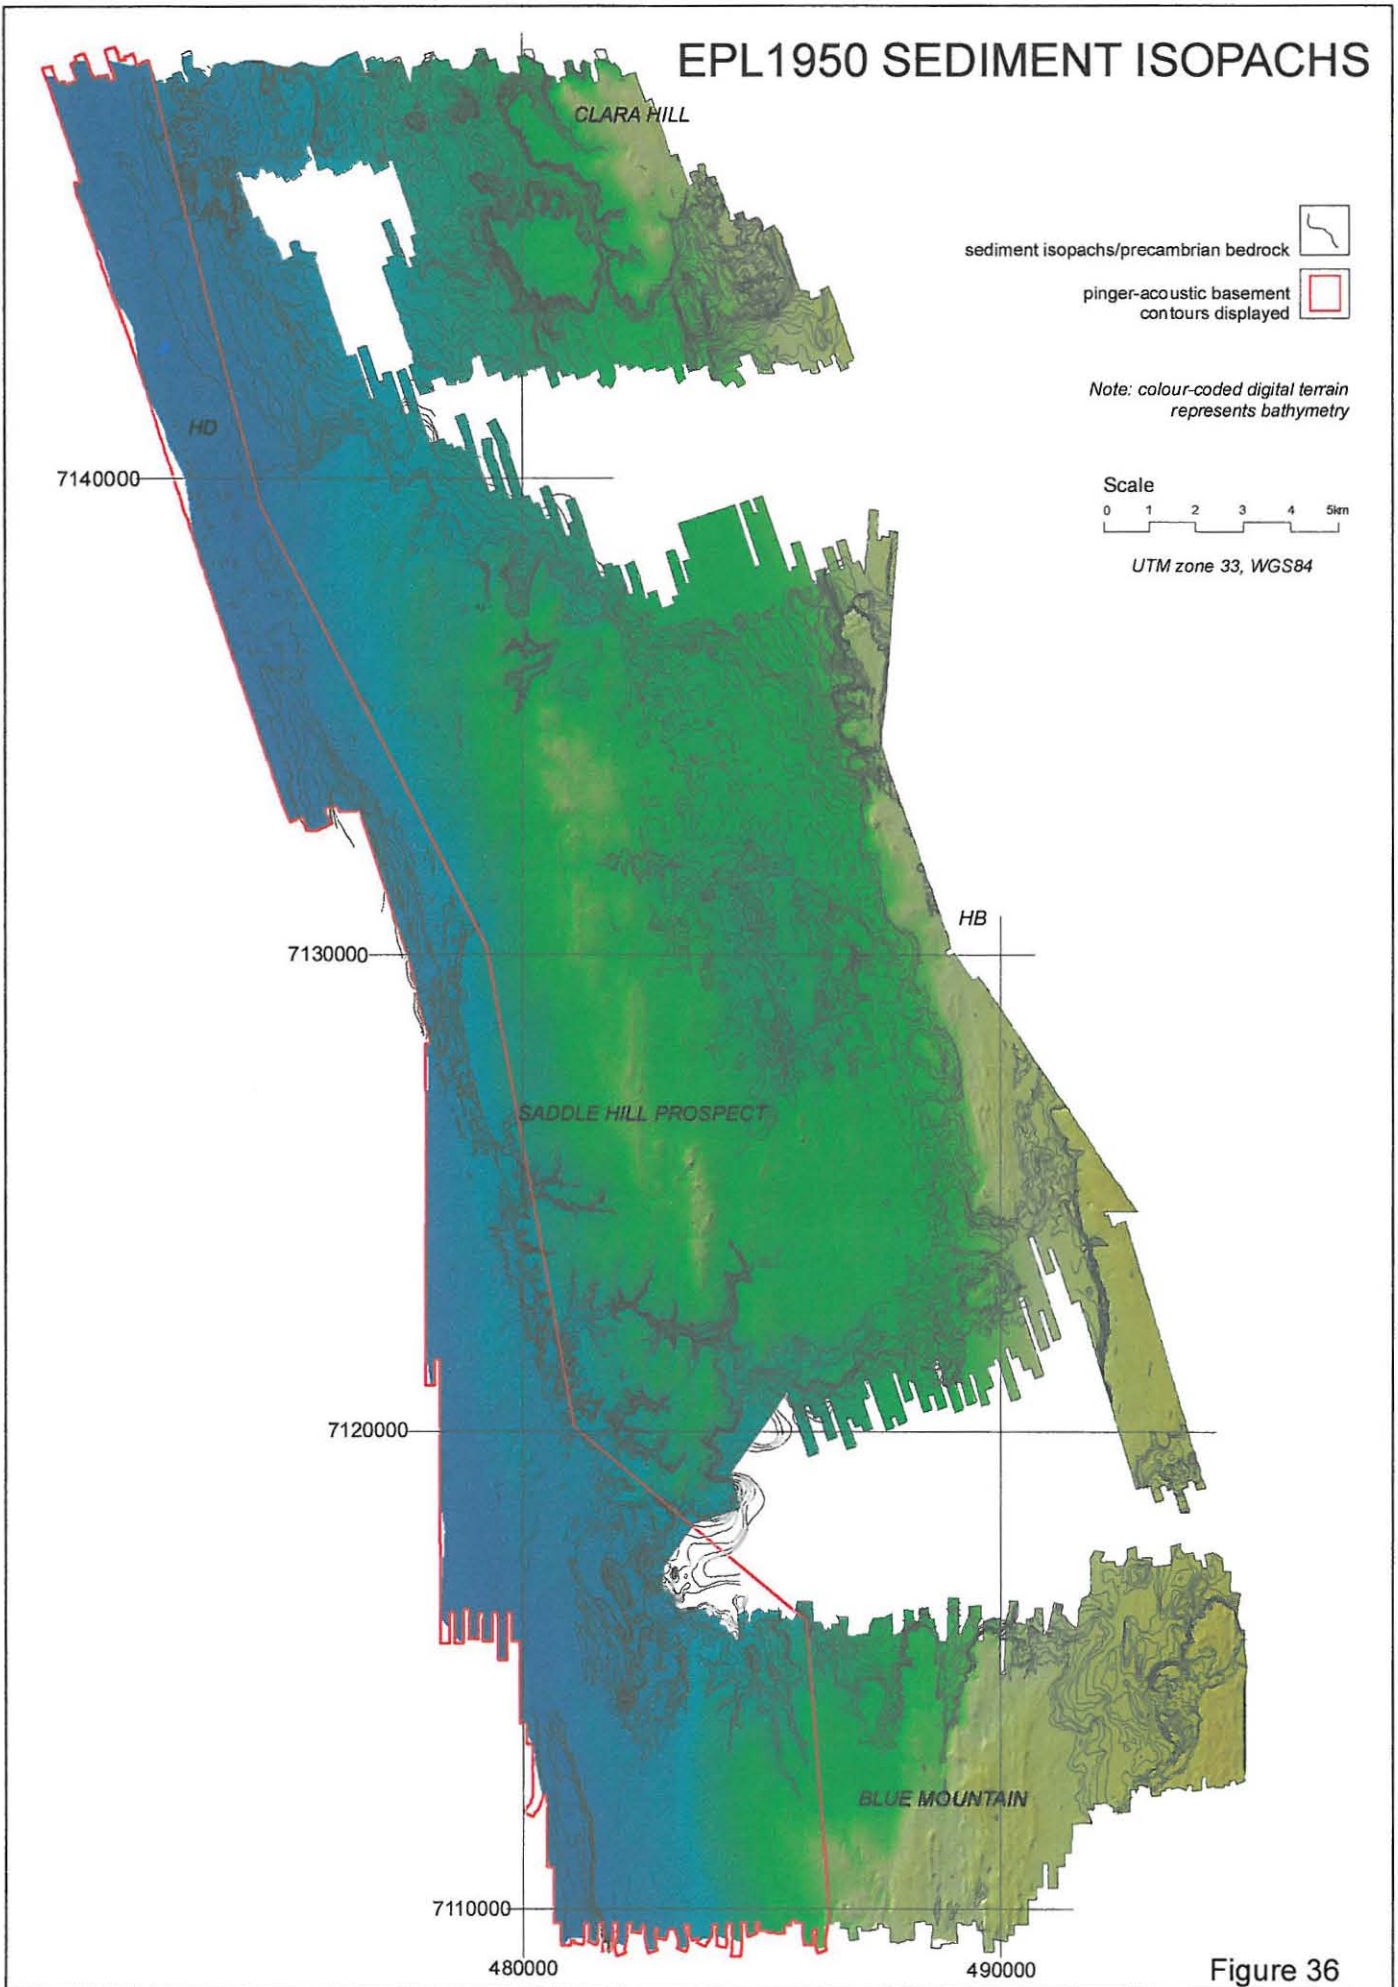 EPL1950 SEDIMENT ISOPACHS
CLARA HILL
sediment isopachs/precambrian bedrock
pinger-acoustic basement
contours displayed
Note: colour-coded digital terrain
represents bathymetry
HD
7140000
Scale
0 1 2 3 4 5km
UTM zone 33, WGS84
HB
7130000
SADDLE HILL PROSPECT
7120000
BLUE MOUNTAIN
7110000
480000
490000
Figure 36